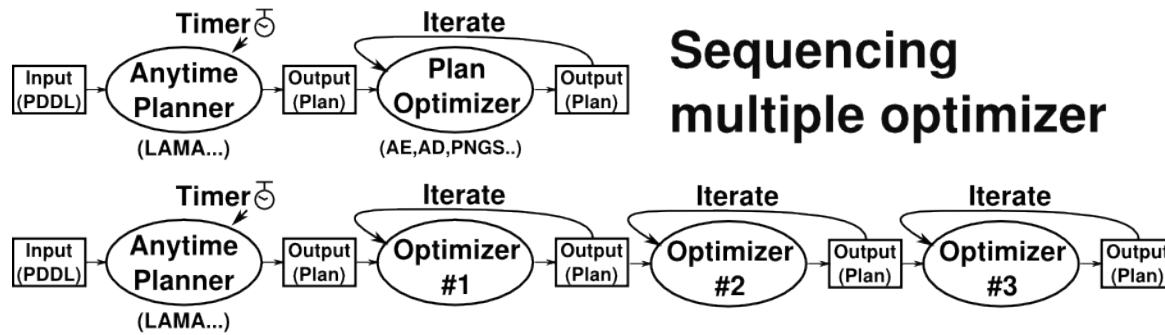 Timer
Iterate
Sequencing
multiple optimizer
Input
(PDDL)
Anytime
Planner
Output
(Plan)
Plan
Optimizer
Output
(Plan)
(LAMA...)
(AE,AD,PNGS..)
Timer
Iterate
Iterate
Iterate
Input
(PDDL)
Anytime
Planner
Output
(Plan)
Optimizer
#1
Output
(Plan)
Optimizer
#2
Output
(Plan)
Optimizer
#3
Output
(Plan)
(LAMA...)